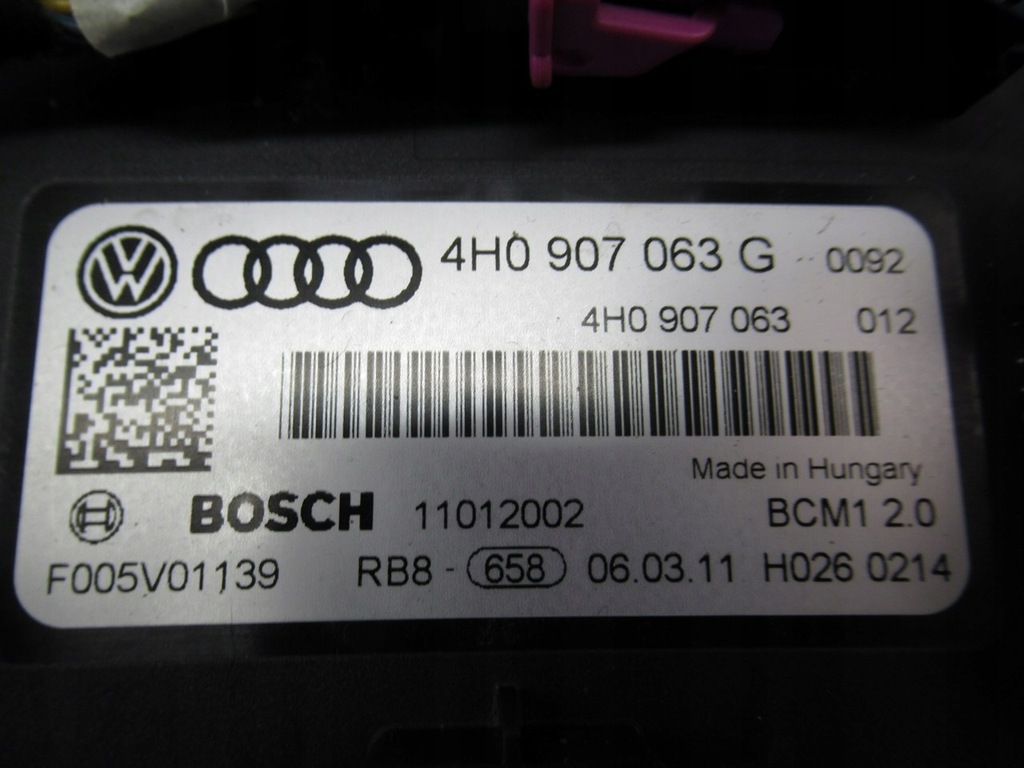 4H0 907 063 G 0092
4H0 907 063 012
Made in Hungary
BOSCH 11012002 BCM1 2.0
F005V01139 RB8 - 658 06.03.11 H026 0214